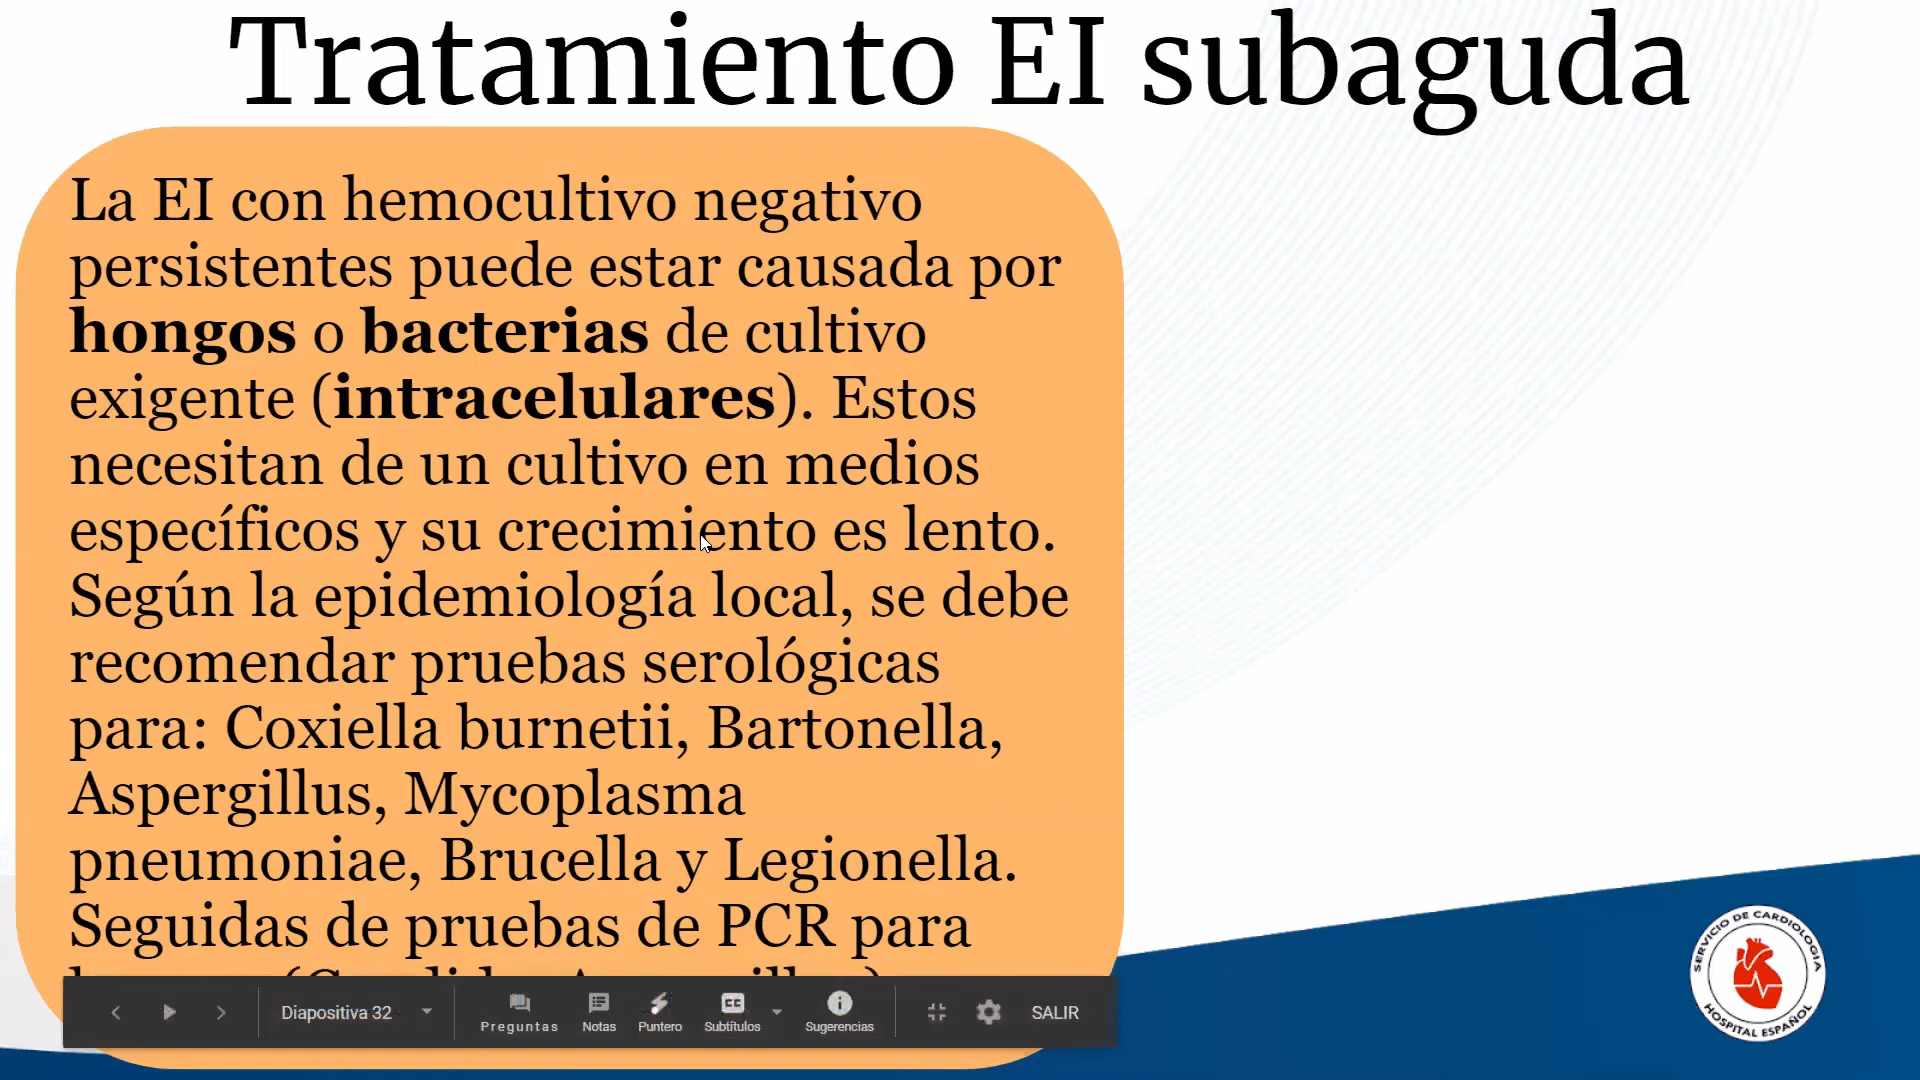 Tratamiento EI subaguda
La EI con hemocultivo negativo
persistentes puede estar causada por
hongos o bacterias de cultivo
exigente (intracelulares). Estos
necesitan de un cultivo en medios
específicos y su crecimiento es lento.
Según la epidemiología local, se debe
recomendar pruebas serológicas
para: Coxiella burnetii, Bartonella,
Aspergillus, Mycoplasma
pneumoniae, Brucella y Legionella.
Seguidas de pruebas de PCR para
Diapositiva 32
Preguntas
Notas
Puntero
CC
Subtítulos
Sugerencias
SALIR
SERVICIO DE CARDIOLOGIA
HOSPITAL ESPAÑOL